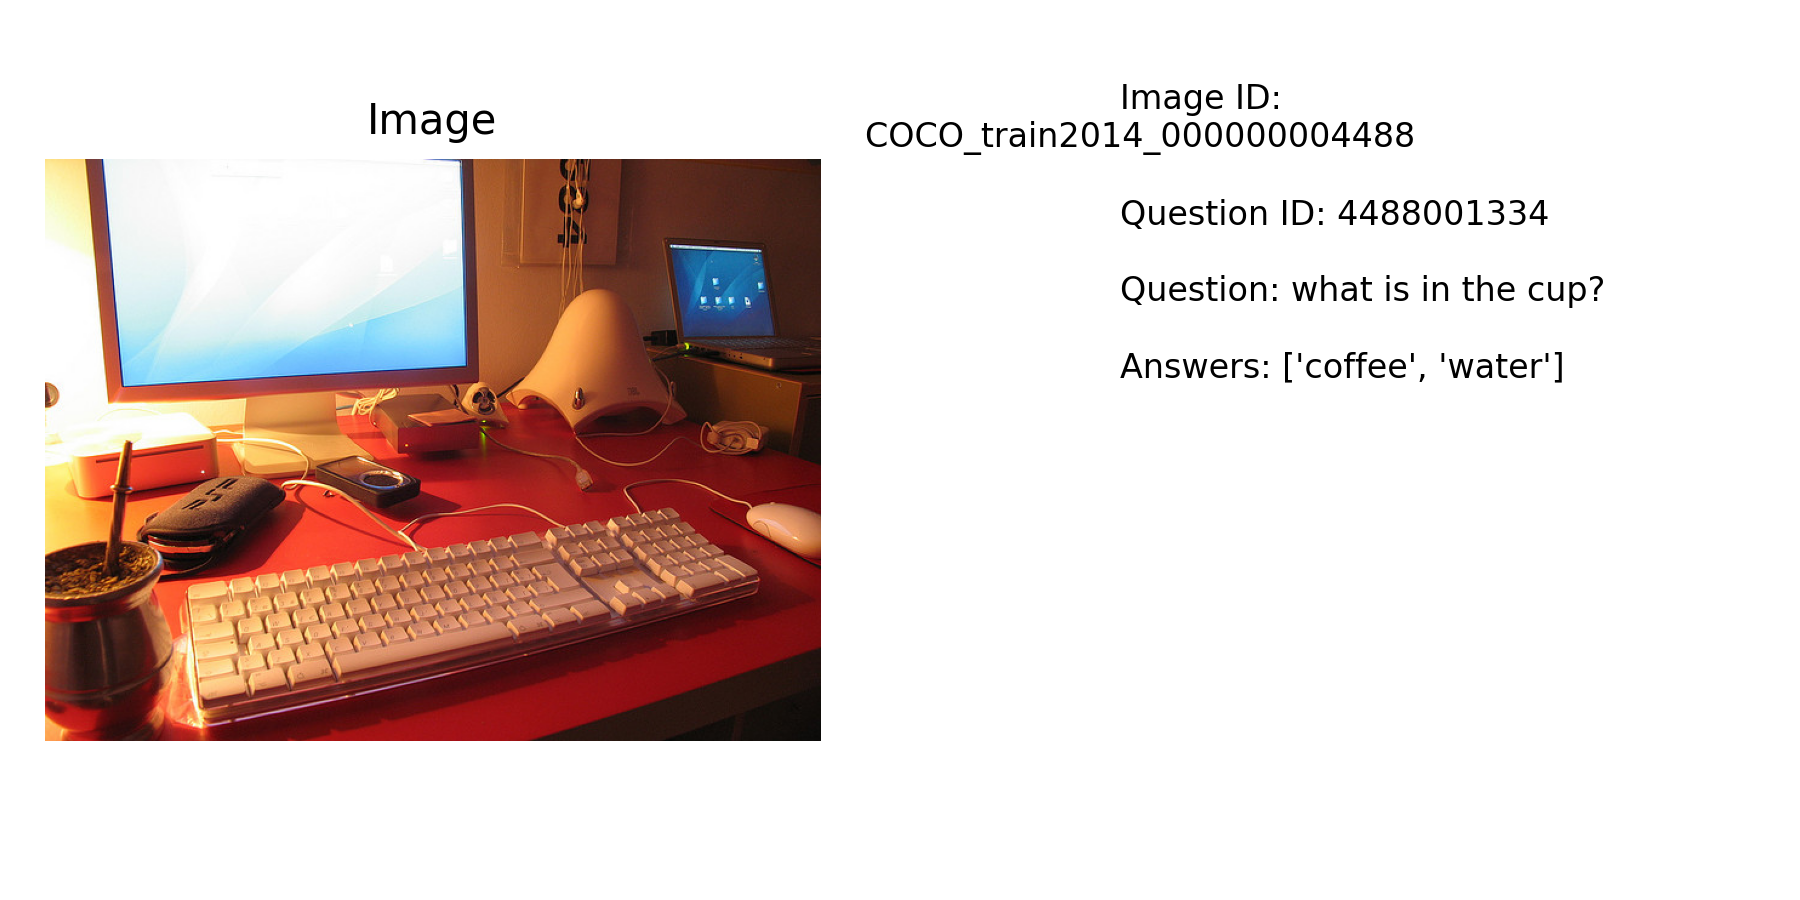 Image
Image ID:
COCO_train2014_000000004488
Question ID: 4488001334
Question: what is in the cup?
Answers: ['coffee', 'water']